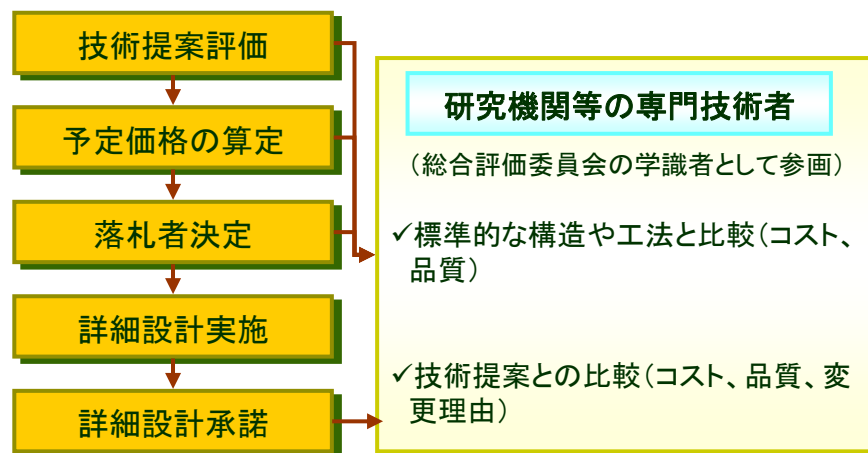 技術提案評価
予定価格の算定
落札者決定
詳細設計実施
詳細設計承諾
研究機関等の専門技術者
(総合評価委員会の学識者として参画)
✓標準的な構造や工法と比較(コスト、
品質)
✓技術提案との比較(コスト、品質、変
更理由)